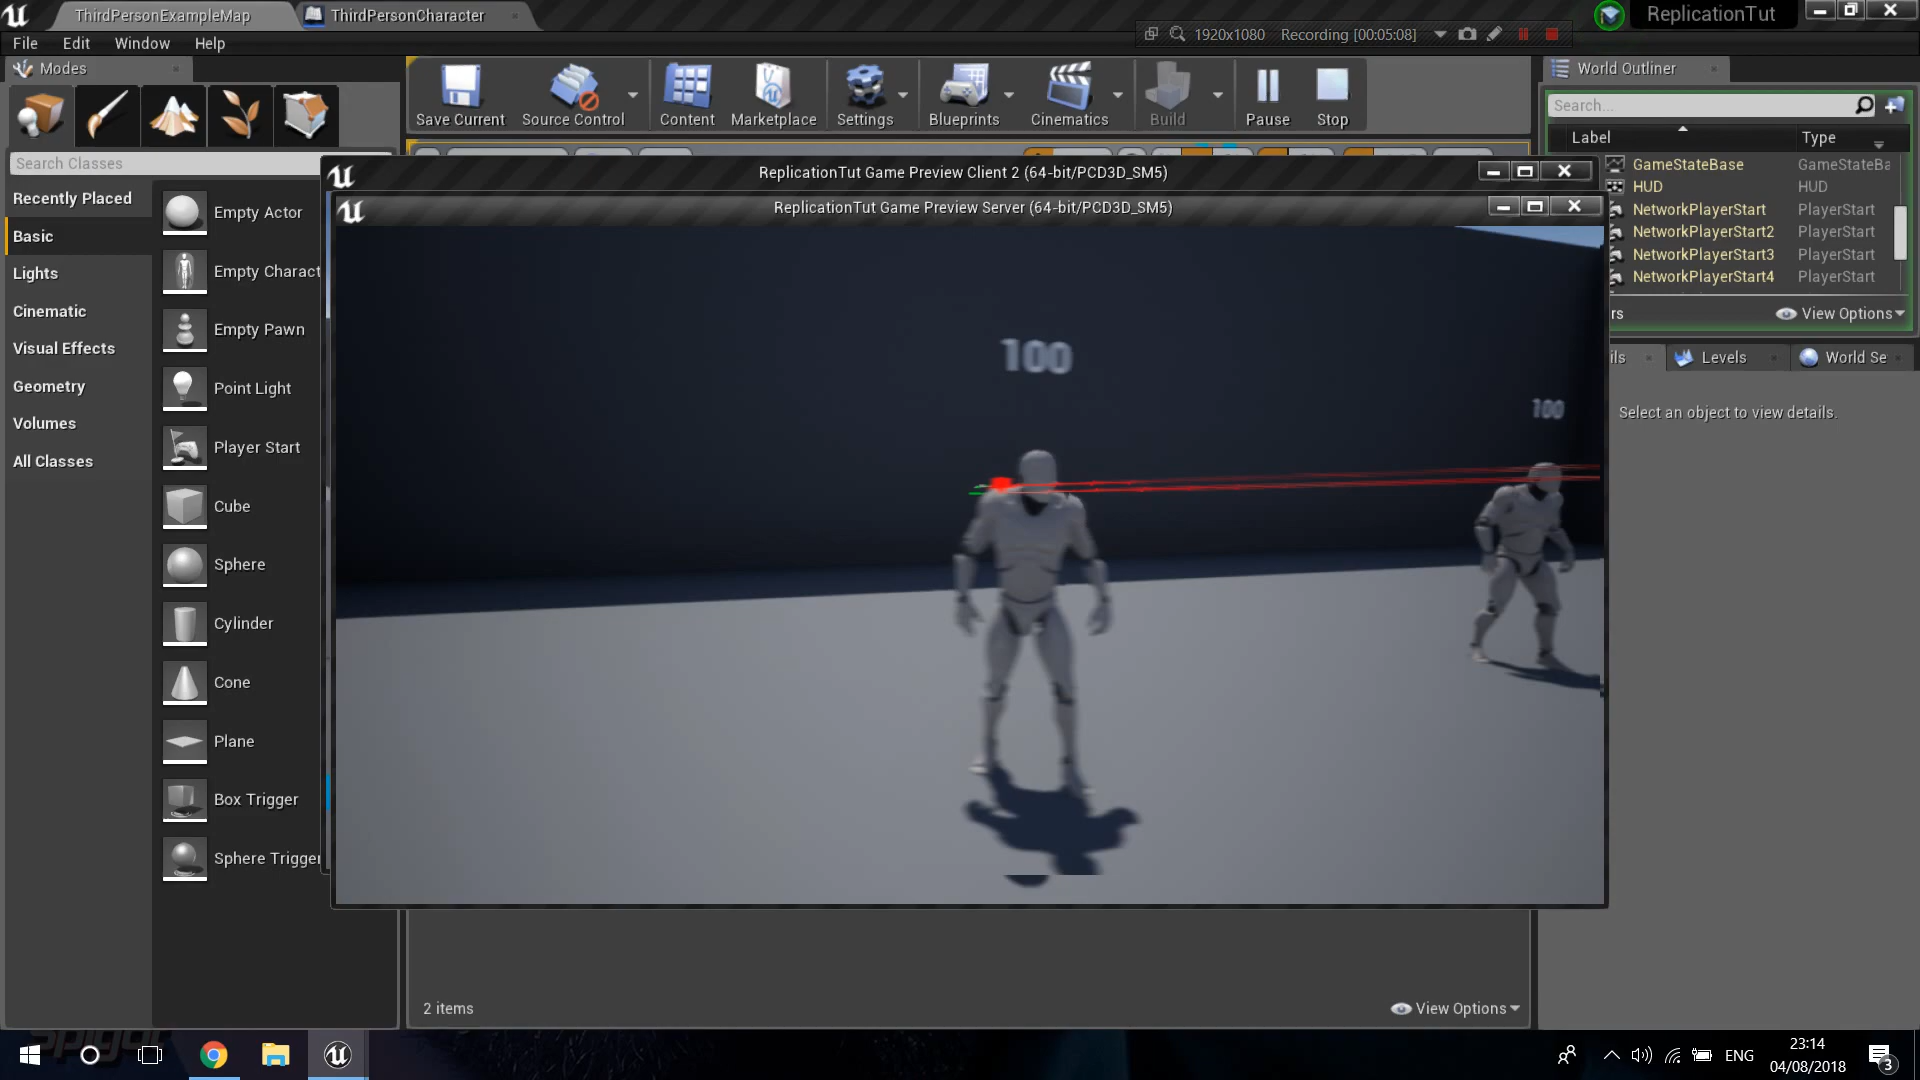 ThirdPersonExampleMap
ThirdPersonCharacter
ReplicationTut
File Edit Window Help
1920x1080 Recording [00:05:08]
Modes
Save Current
Source Control
Content
Marketplace
Settings
Blueprints
Cinematics
Build
Pause
Stop
World Outliner
Search...
Label Type
GameStateBase GameStateBa
HUD HUD
NetworkPlayerStart PlayerStart
NetworkPlayerStart2 PlayerStart
NetworkPlayerStart3 PlayerStart
NetworkPlayerStart4 PlayerStart
rs View Options
ils Levels World Se
Select an object to view details.
Search Classes
Recently Placed
Basic
Lights
Cinematic
Visual Effects
Geometry
Volumes
All Classes
Empty Actor
Empty Charact
Empty Pawn
Point Light
Player Start
Cube
Sphere
Cylinder
Cone
Plane
Box Trigger
Sphere Trigger
ReplicationTut Game Preview Client 2 (64-bit/PCD3D_SM5)
ReplicationTut Game Preview Server (64-bit/PCD3D_SM5)
100
100
2 items
View Options
ENG
23:14
04/08/2018
3